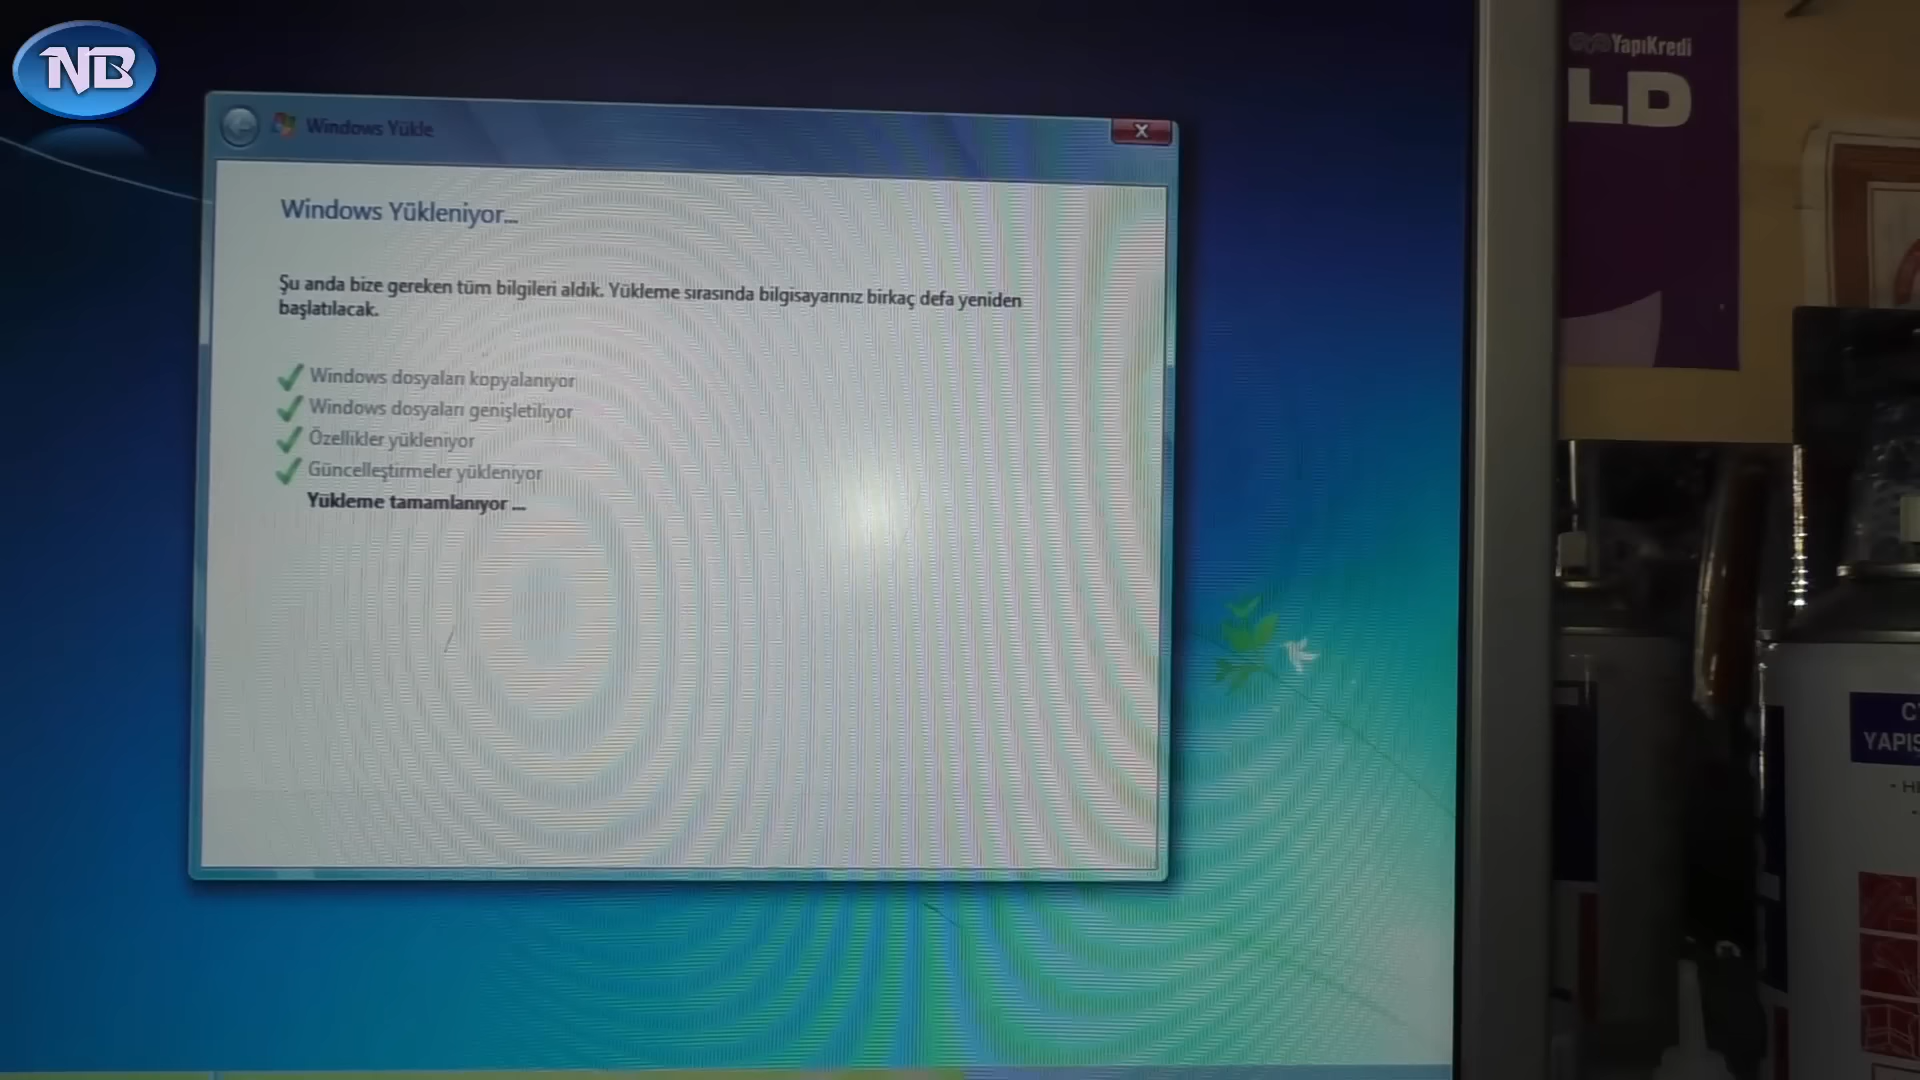 NB
YapıKredi
LD
Windows Yükle
Windows Yükleniyor...
Şu anda bize gereken tüm bilgileri aldık. Yükleme sırasında bilgisayarınız birkaç defa yeniden
başlatılacak.
Windows dosyaları kopyalanıyor
Windows dosyaları genişletiliyor
Özellikler yükleniyor
Güncelleştirmeler yükleniyor
Yükleme tamamlanıyor ...
YAPIS